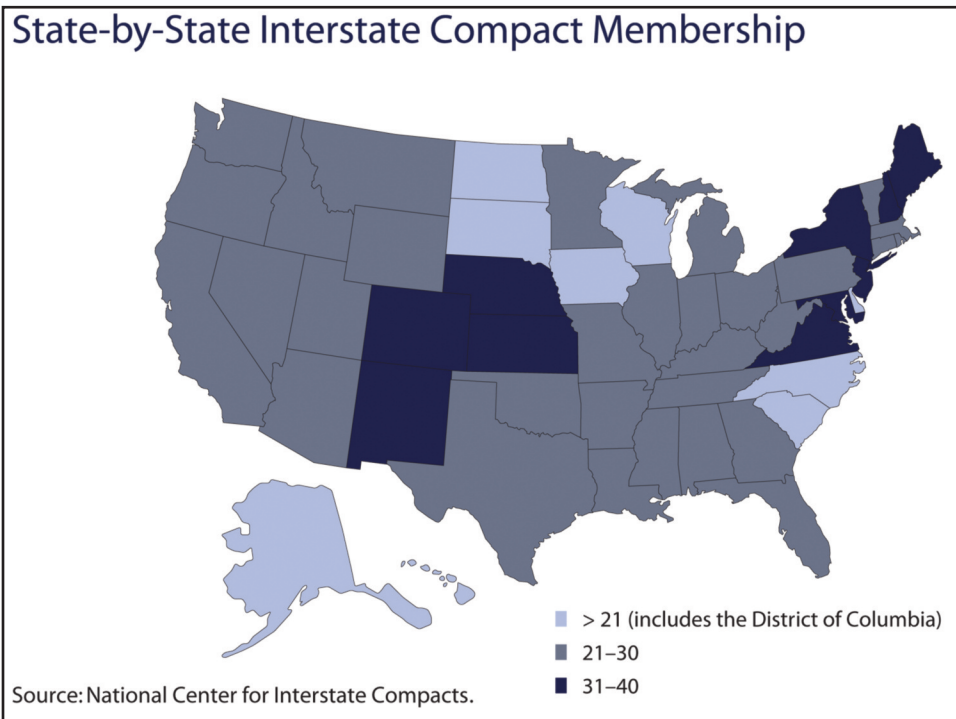 State-by-State Interstate Compact Membership
> 21 (includes the District of Columbia)
21–30
31–40
Source: National Center for Interstate Compacts.